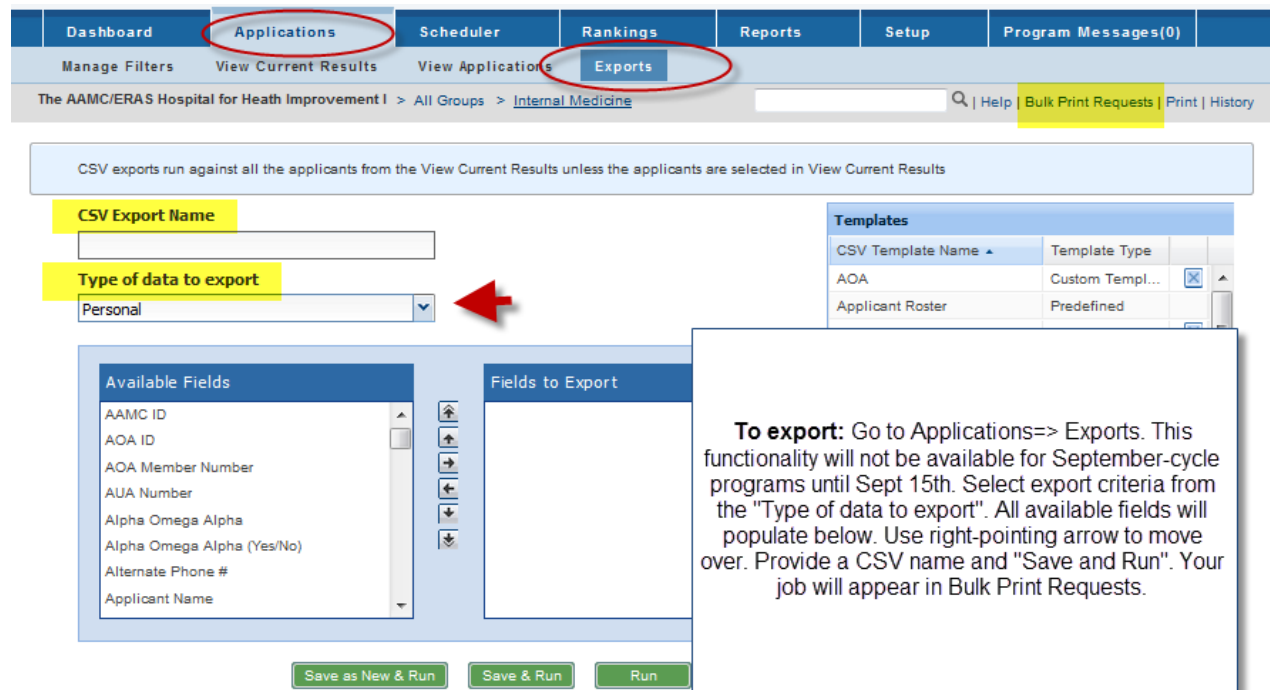 Dashboard Applications Scheduler Rankings Reports Setup Program Messages(0)
Manage Filters View Current Results View Applications Exports
The AAMC/ERAS Hospital for Heath Improvement I > All Groups > Internal Medicine | Help | Bulk Print Requests | Print | History
CSV exports run against all the applicants from the View Current Results unless the applicants are selected in View Current Results
CSV Export Name
Type of data to export
Personal
Templates
CSV Template Name Template Type
AOA Custom Templ...
Applicant Roster Predefined
Available Fields
AAMC ID
AOA ID
AOA Member Number
AUA Number
Alpha Omega Alpha
Alpha Omega Alpha (Yes/No)
Alternate Phone #
Applicant Name
Fields to Export
To export: Go to Applications=> Exports. This
functionality will not be available for September-cycle
programs until Sept 15th. Select export criteria from
the "Type of data to export". All available fields will
populate below. Use right-pointing arrow to move
over. Provide a CSV name and "Save and Run". Your
job will appear in Bulk Print Requests.
Save as New & Run Save & Run Run